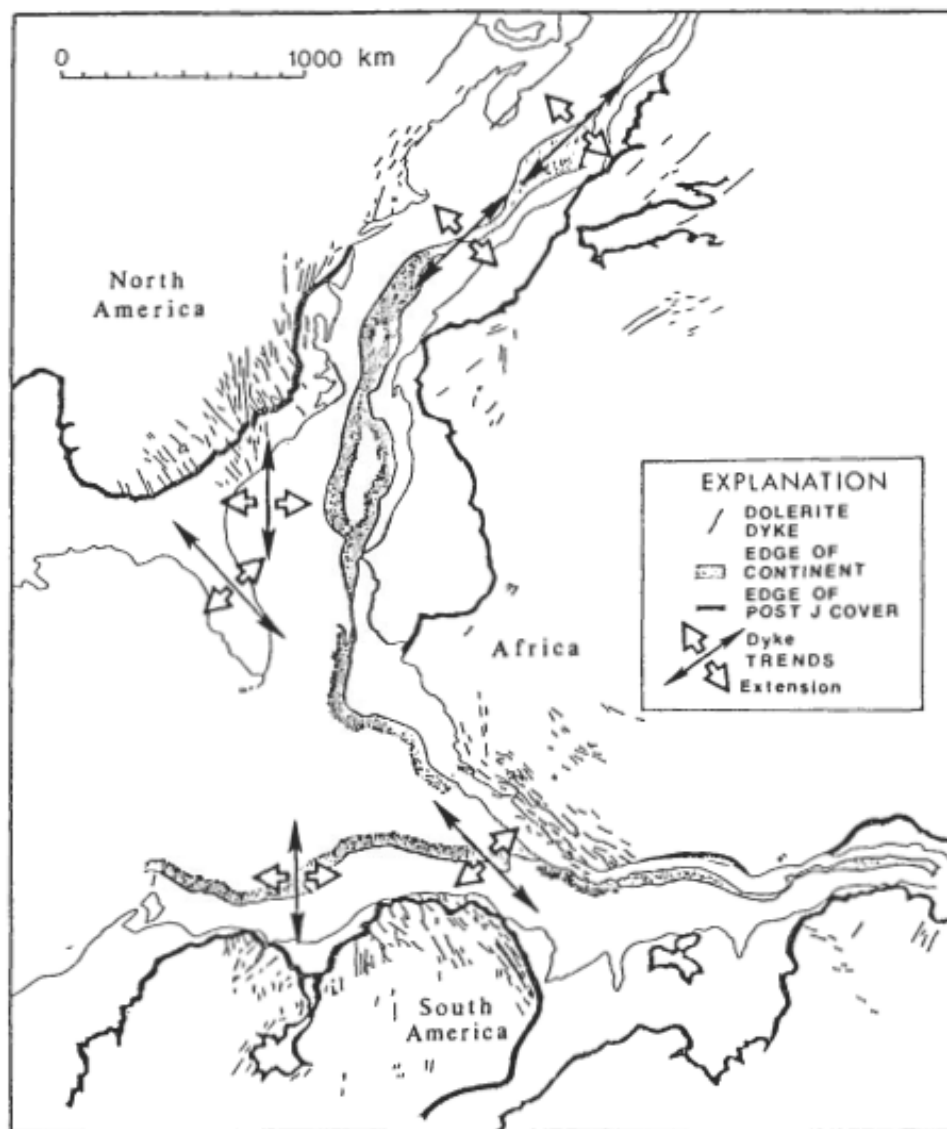 0 1000 km
North
America
Africa
EXPLANATION
DOLERITE
DYKE
EDGE OF
CONTINENT
EDGE OF
POST J COVER
Dyke
TRENDS
Extension
South
America